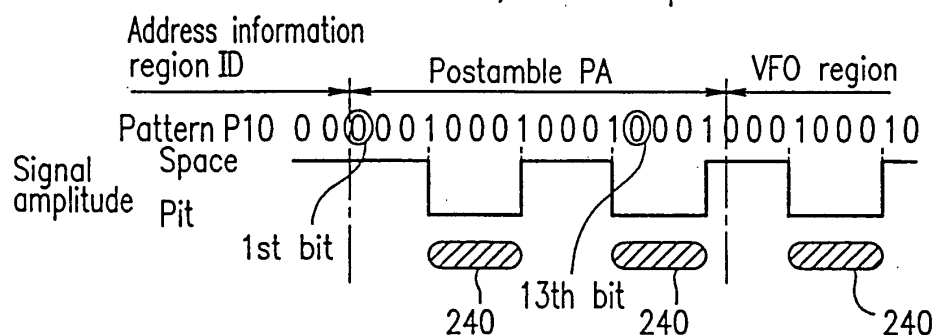 Address information
region ID
Postamble PA
VFO region
Pattern P10 0 0 0 0 0 1 0 0 0 1 0 0 0 1 0 0 0 1 0 0 0 1 0 0 0 1 0
Signal
amplitude
Space
Pit
1st bit
13th bit
240
240
240